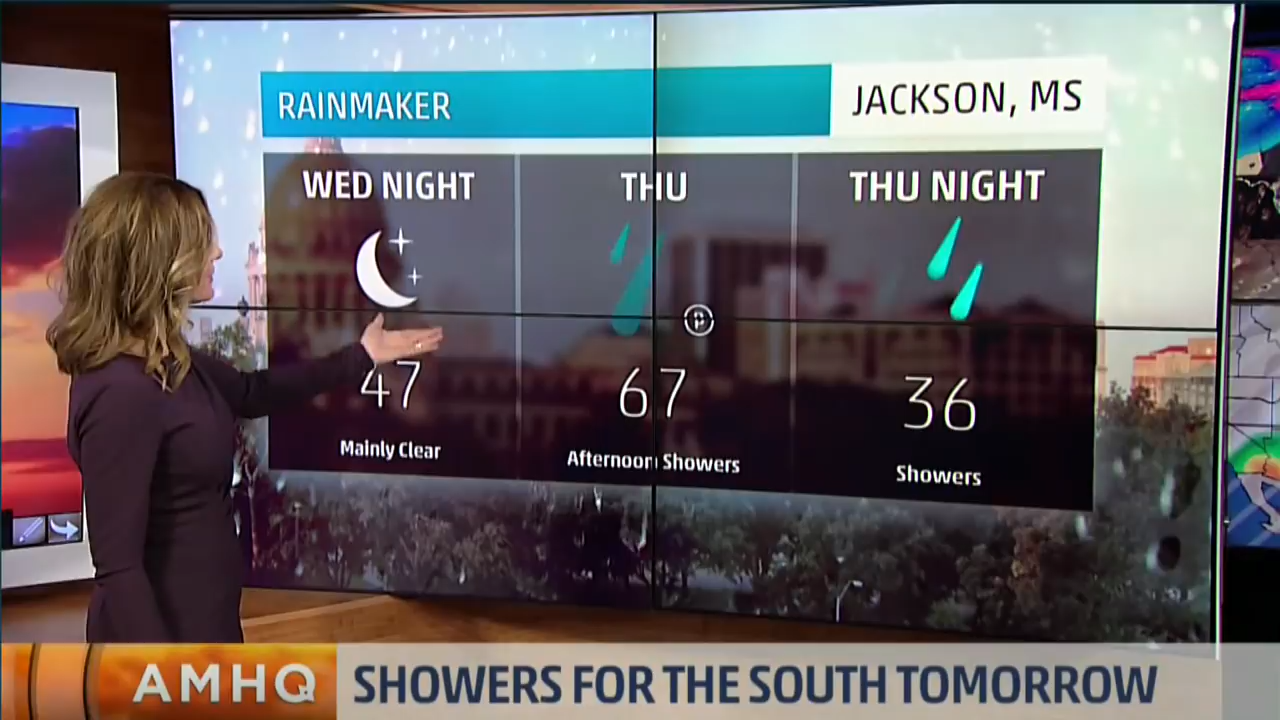 RAINMAKER
JACKSON, MS
WED NIGHT
THU
THU NIGHT
47
67
36
Mainly Clear
Afternoon Showers
Showers
AMHQ
SHOWERS FOR THE SOUTH TOMORROW